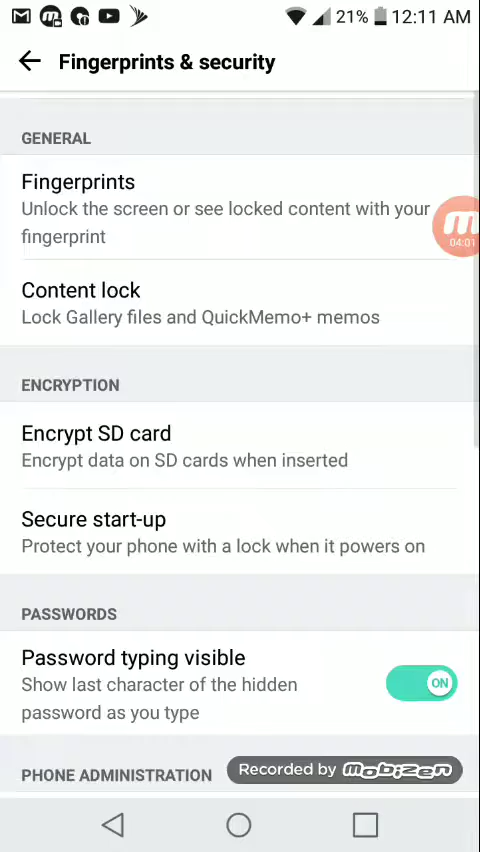 21% 12:11 AM
Fingerprints & security
GENERAL
Fingerprints
Unlock the screen or see locked content with your
fingerprint
04:01
Content lock
Lock Gallery files and QuickMemo+ memos
ENCRYPTION
Encrypt SD card
Encrypt data on SD cards when inserted
Secure start-up
Protect your phone with a lock when it powers on
PASSWORDS
Password typing visible
Show last character of the hidden
password as you type
ON
PHONE ADMINISTRATION
Recorded by mobizen